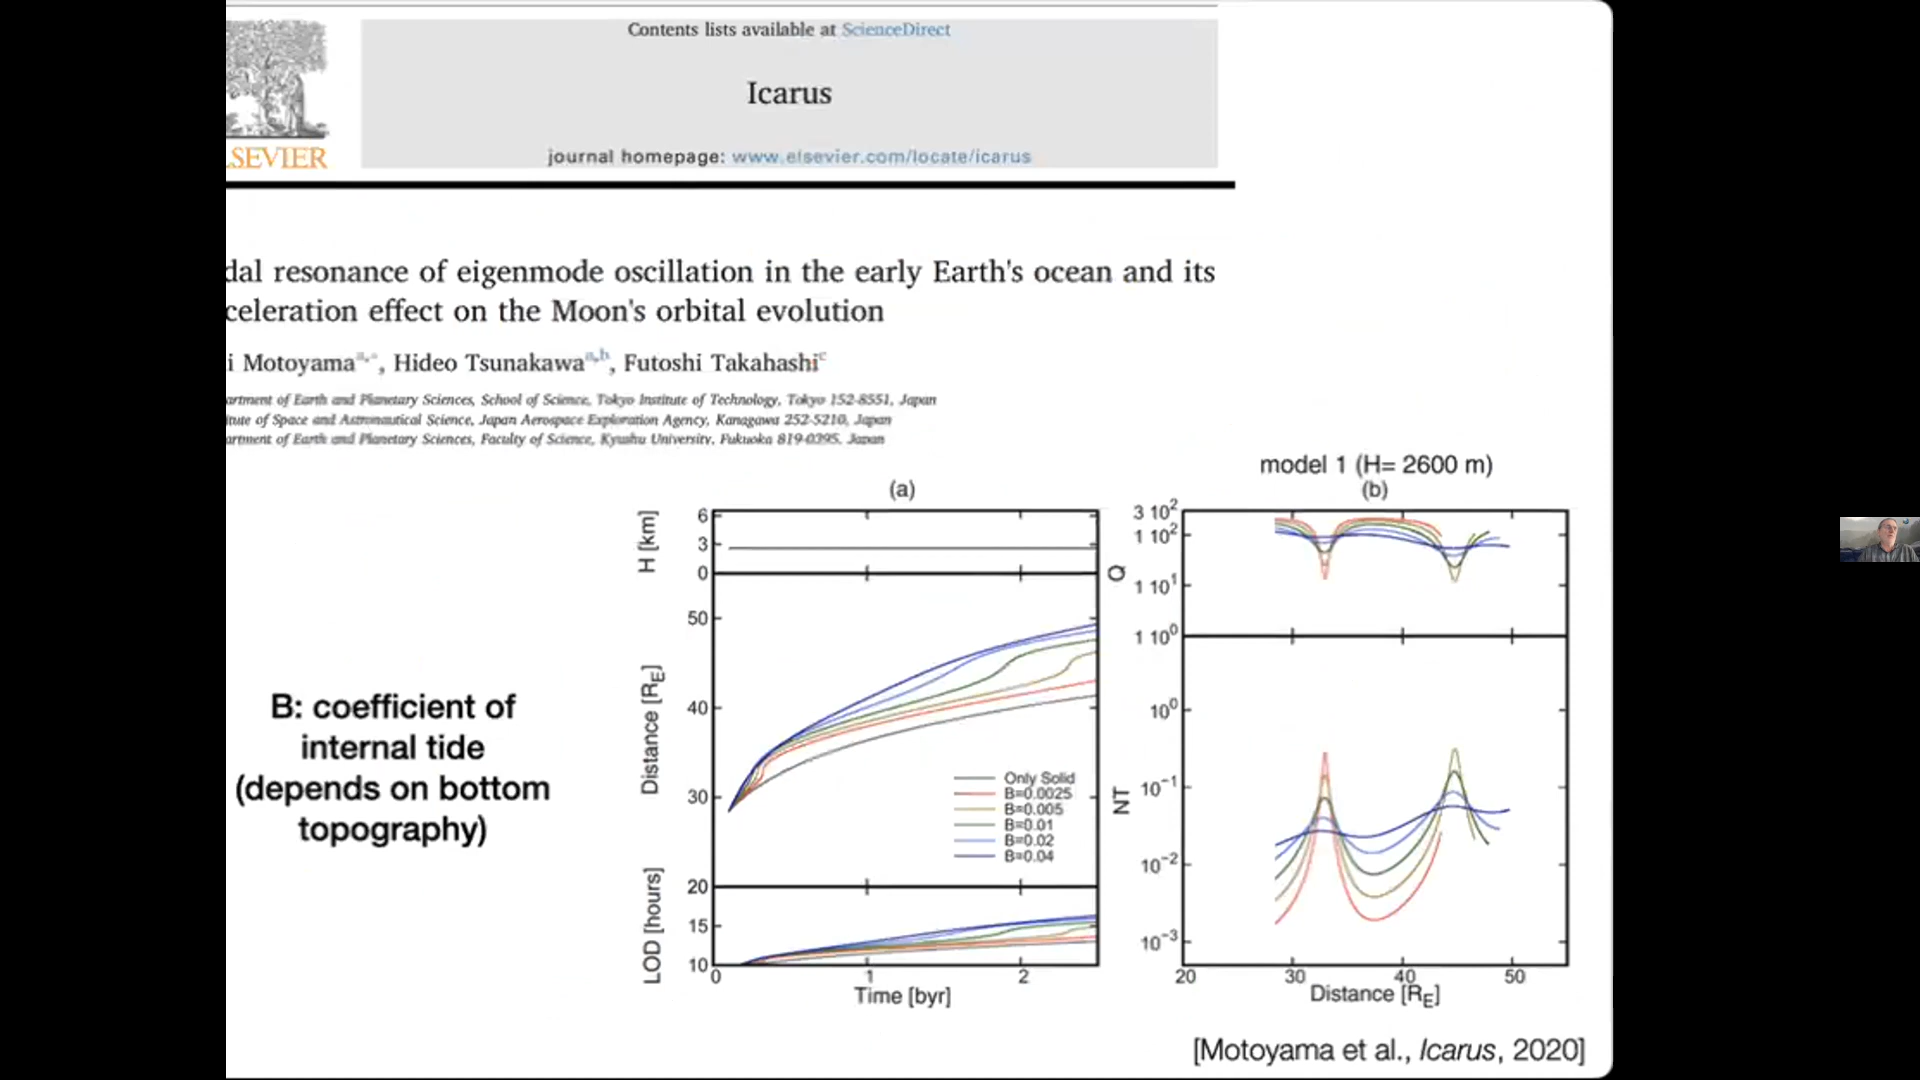 Contents lists available at ScienceDirect
Icarus
journal homepage: www.elsevier.com/locate/icarus
LSEVIER
dal resonance of eigenmode oscillation in the early Earth's ocean and its
celeration effect on the Moon's orbital evolution
i Motoyama a,*, Hideo Tsunakawa a,b, Futoshi Takahashi c
artment of Earth and Planetary Sciences, School of Science, Tokyo Institute of Technology, Tokyo 152-8551, Japan
itute of Space and Astronautical Science, Japan Aerospace Exploration Agency, Kanagawa 252-5210, Japan
artment of Earth and Planetary Sciences, Faculty of Science, Kyushu University, Fukuoka 819-0395, Japan
B: coefficient of
internal tide
(depends on bottom
topography)
(a)
H [km]
6
3
0
Distance [RE]
50
40
30
20
Only Solid
B=0.0025
B=0.005
B=0.01
B=0.02
B=0.04
LOD [hours]
15
10
0
1
2
Time [byr]
model 1 (H= 2600 m)
(b)
Q
3 10²
1 10²
1 10¹
1 10⁰
NT
10⁰
10⁻¹
10⁻²
10⁻³
20
30
40
50
Distance [RE]
[Motoyama et al., Icarus, 2020]